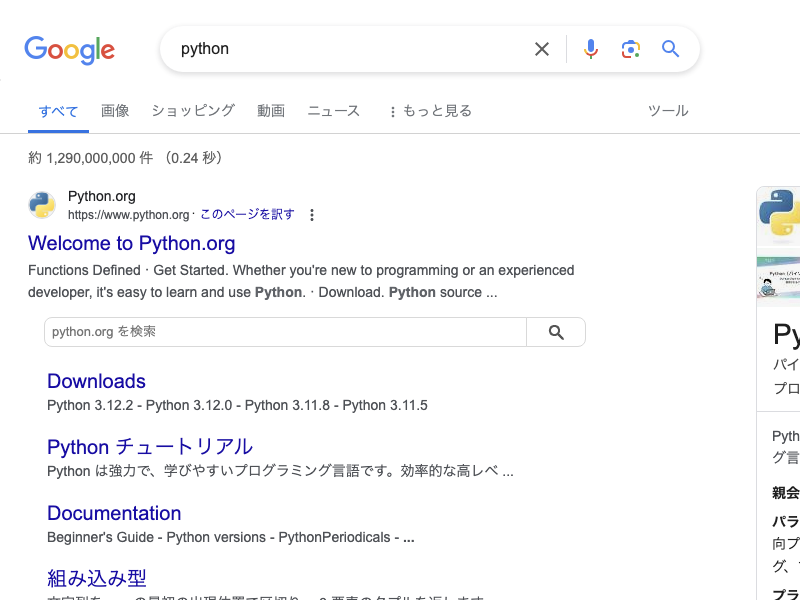 Google
python
すべて 画像 ショッピング 動画 ニュース もっと見る ツール
約 1,290,000,000 件 （0.24 秒）
Python.org
https://www.python.org · このページを訳す
Welcome to Python.org
Functions Defined · Get Started. Whether you're new to programming or an experienced
developer, it's easy to learn and use Python. · Download. Python source ...
python.org を検索
Downloads
Python 3.12.2 - Python 3.12.0 - Python 3.11.8 - Python 3.11.5
Python チュートリアル
Python は強力で、学びやすいプログラミング言語です。効率的な高レベ ...
Documentation
Beginner's Guide - Python versions - PythonPeriodicals - ...
組み込み型
Py
パイ
プロ
Pyth
グ言
親会
パラ
向プ
グ、
プラ